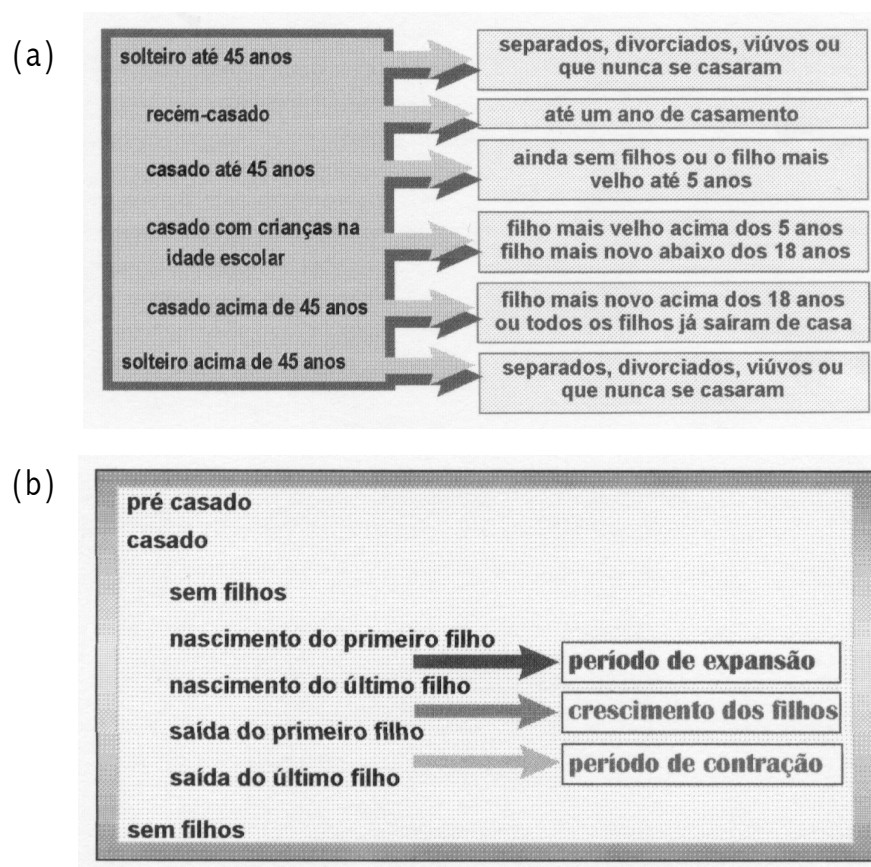 (a)
solteiro até 45 anos
separados, divorciados, viúvos ou
que nunca se casaram
recém-casado
até um ano de casamento
casado até 45 anos
ainda sem filhos ou o filho mais
velho até 5 anos
casado com crianças na
idade escolar
filho mais velho acima dos 5 anos
filho mais novo abaixo dos 18 anos
casado acima de 45 anos
filho mais novo acima dos 18 anos
ou todos os filhos já saíram de casa
solteiro acima de 45 anos
separados, divorciados, viúvos ou
que nunca se casaram
(b)
pré casado
casado
sem filhos
nascimento do primeiro filho
período de expansão
nascimento do último filho
crescimento dos filhos
saída do primeiro filho
período de contração
saída do último filho
sem filhos